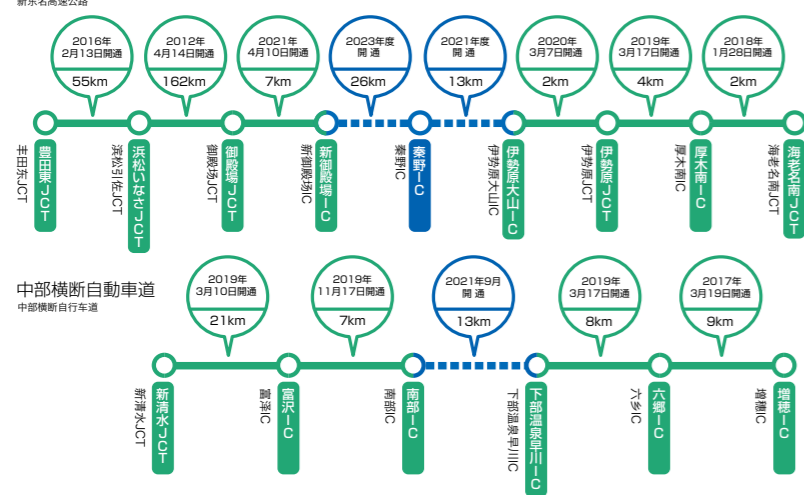 新东名高速公路
2016年
2月13日開通
55km
2012年
4月14日開通
162km
2021年
4月10日開通
7km
2023年度
開 通
26km
2021年度
開 通
13km
2020年
3月7日開通
2km
2019年
3月17日開通
4km
2018年
1月28日開通
2km
豊田東JCT
丰田东JCT
浜松いなさJCT
浜松引佐JCT
御殿場JCT
御殿场JCT
新御殿場IC
新御殿场IC
秦野IC
秦野IC
伊勢原大山IC
伊势原大山IC
伊勢原JCT
伊势原JCT
厚木南IC
厚木南IC
海老名南JCT
海老名南JCT
中部横断自動車道
中部横断自行车道
2019年
3月10日開通
21km
2019年
11月17日開通
7km
2021年9月
開 通
13km
2019年
3月17日開通
8km
2017年
3月19日開通
9km
新清水JCT
新清水JCT
富沢IC
富泽IC
南部IC
南部IC
下部温泉早川IC
下部温泉早川IC
六郷IC
六乡IC
増穂IC
增穗IC